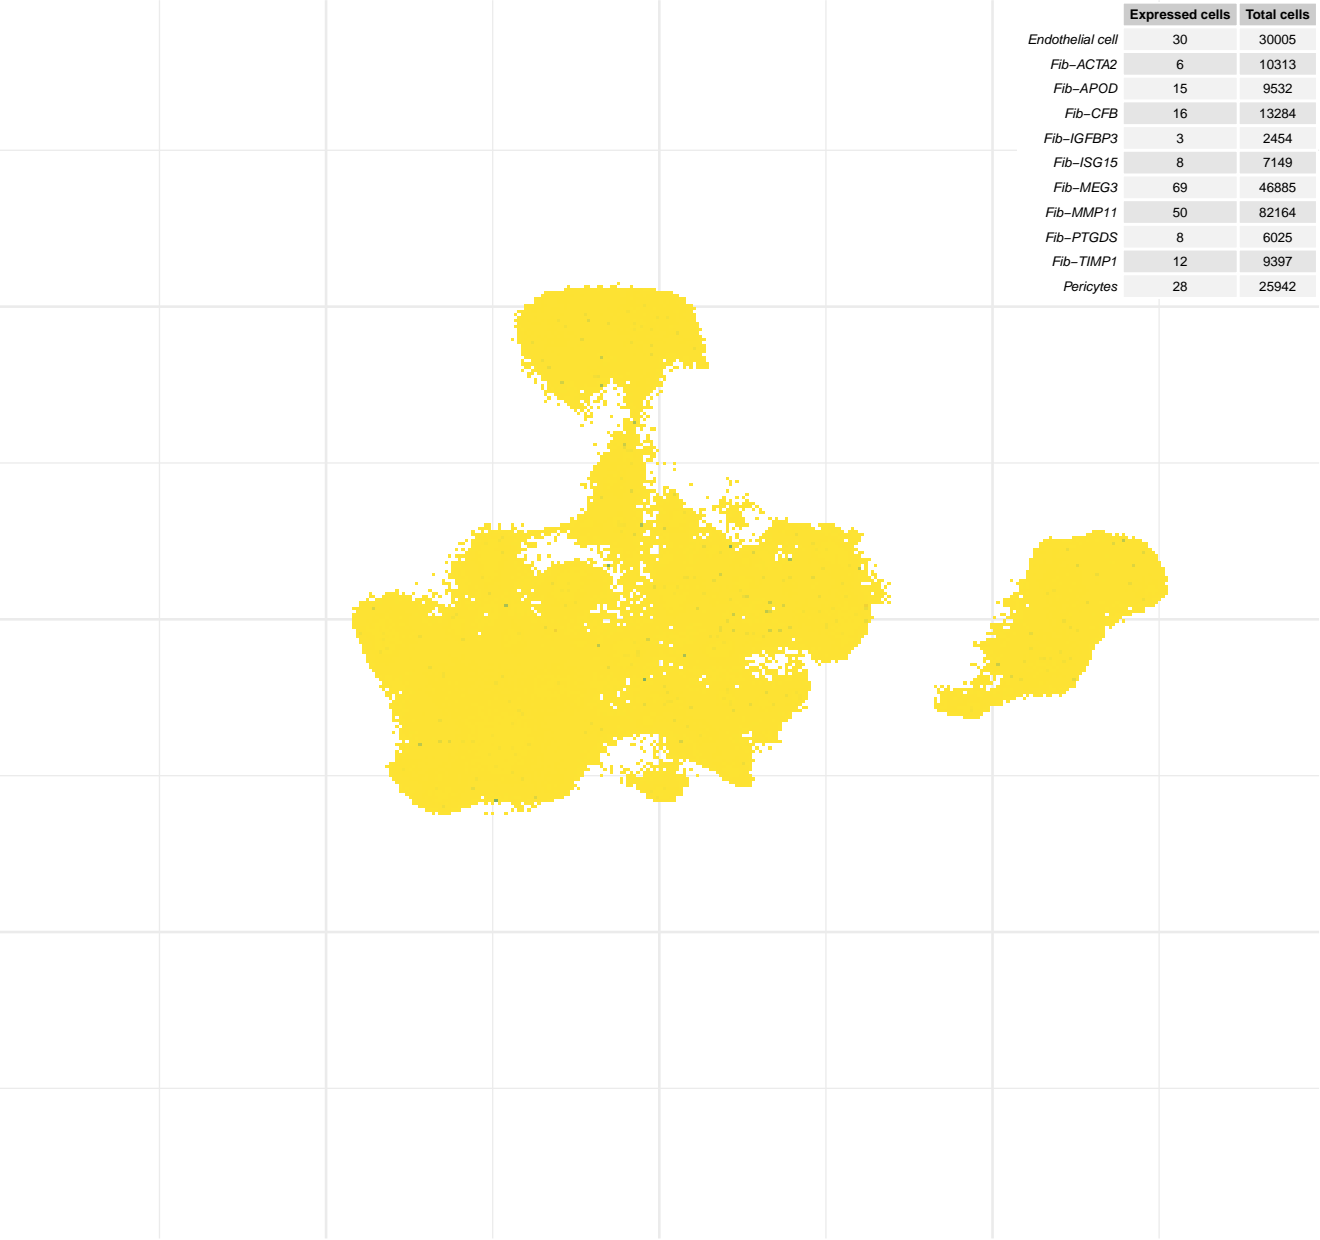 Expressed cells Total cells
Endothelial cell 30 30005
Fib−ACTA2 6 10313
Fib−APOD 15 9532
Fib−CFB 16 13284
Fib−IGFBP3 3 2454
Fib−ISG15 8 7149
Fib−MEG3 69 46885
Fib−MMP11 50 82164
Fib−PTGDS 8 6025
Fib−TIMP1 12 9397
Pericytes 28 25942